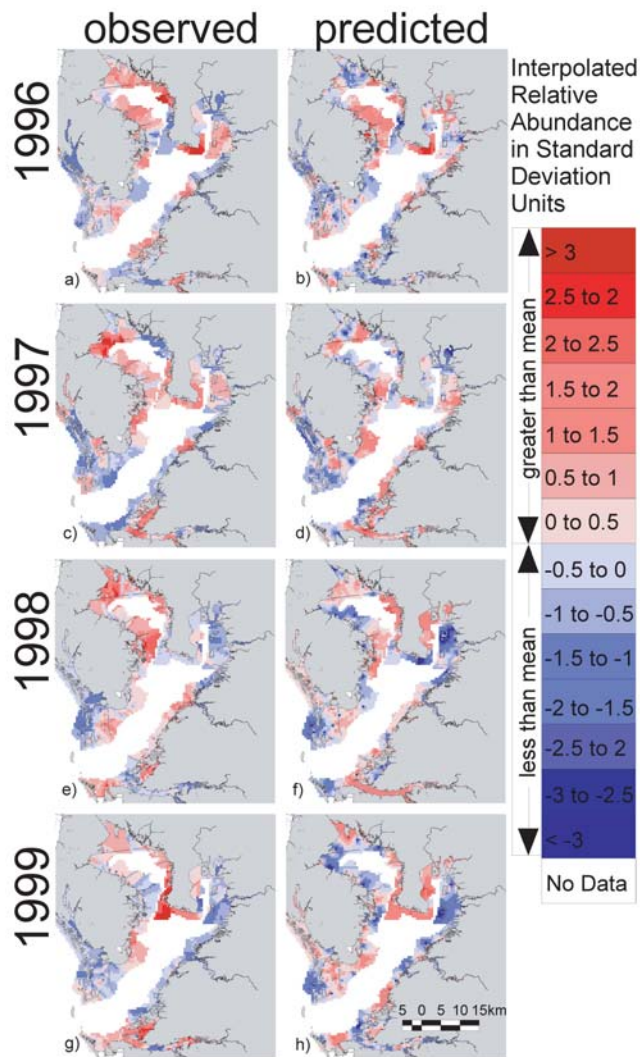 observed predicted
1996
1997
1998
1999
a)
b)
c)
d)
e)
f)
g)
h)
5 0 5 10 15km
Interpolated
Relative
Abundance
in Standard
Deviation
Units
greater than mean
> 3
2.5 to 2
2 to 2.5
1.5 to 2
1 to 1.5
0.5 to 1
0 to 0.5
less than mean
-0.5 to 0
-1 to -0.5
-1.5 to -1
-2 to -1.5
-2.5 to 2
-3 to -2.5
< -3
No Data